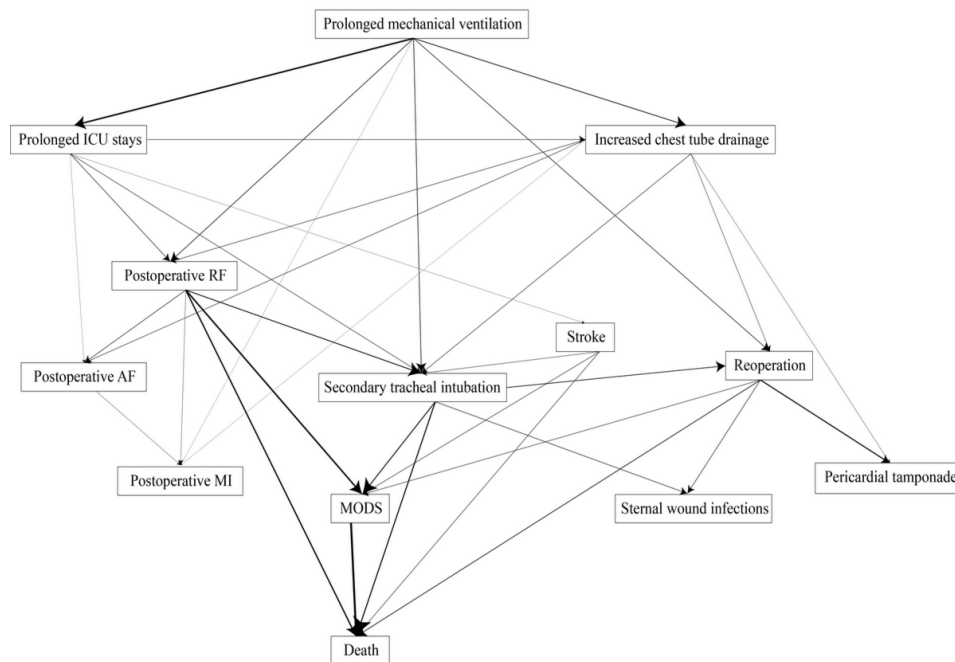 Prolonged mechanical ventilation
Prolonged ICU stays
Increased chest tube drainage
Postoperative RF
Stroke
Postoperative AF
Secondary tracheal intubation
Reoperation
Postoperative MI
MODS
Sternal wound infections
Pericardial tamponade
Death